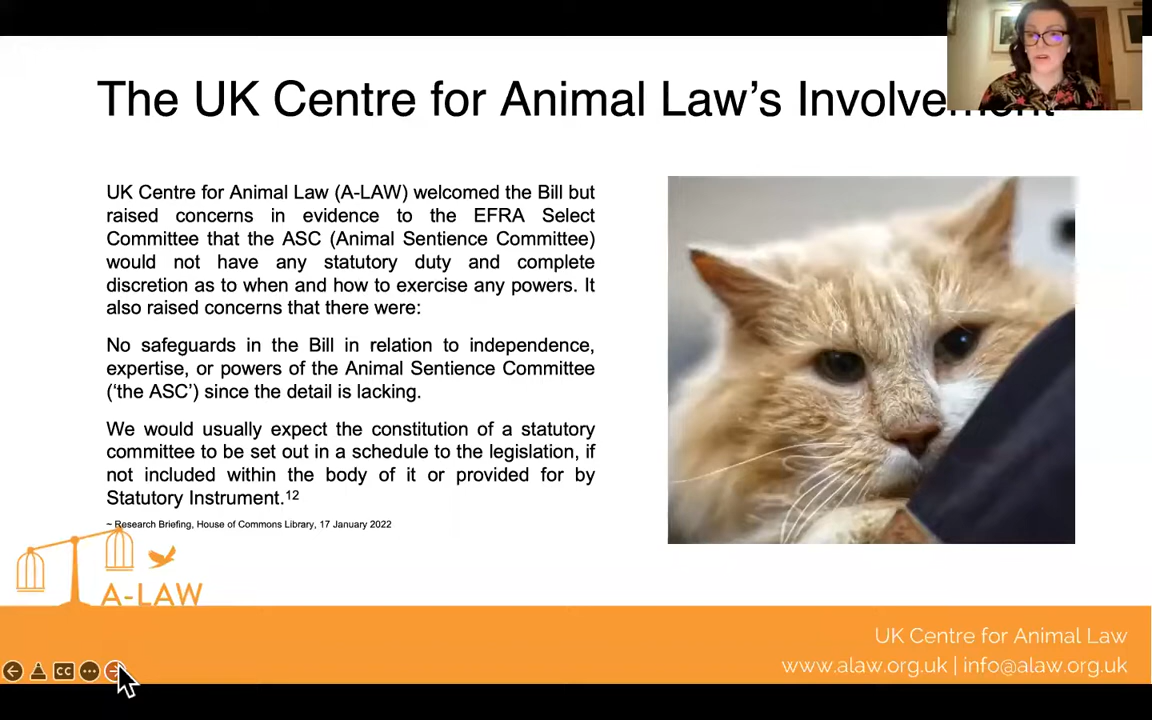 The UK Centre for Animal Law's Involvement
UK Centre for Animal Law (A-LAW) welcomed the Bill but
raised concerns in evidence to the EFRA Select
Committee that the ASC (Animal Sentience Committee)
would not have any statutory duty and complete
discretion as to when and how to exercise any powers. It
also raised concerns that there were:
No safeguards in the Bill in relation to independence,
expertise, or powers of the Animal Sentience Committee
('the ASC') since the detail is lacking.
We would usually expect the constitution of a statutory
committee to be set out in a schedule to the legislation, if
not included within the body of it or provided for by
Statutory Instrument.12
~ Research Briefing, House of Commons Library, 17 January 2022
A-LAW
UK Centre for Animal Law
www.alaw.org.uk | info@alaw.org.uk
CC